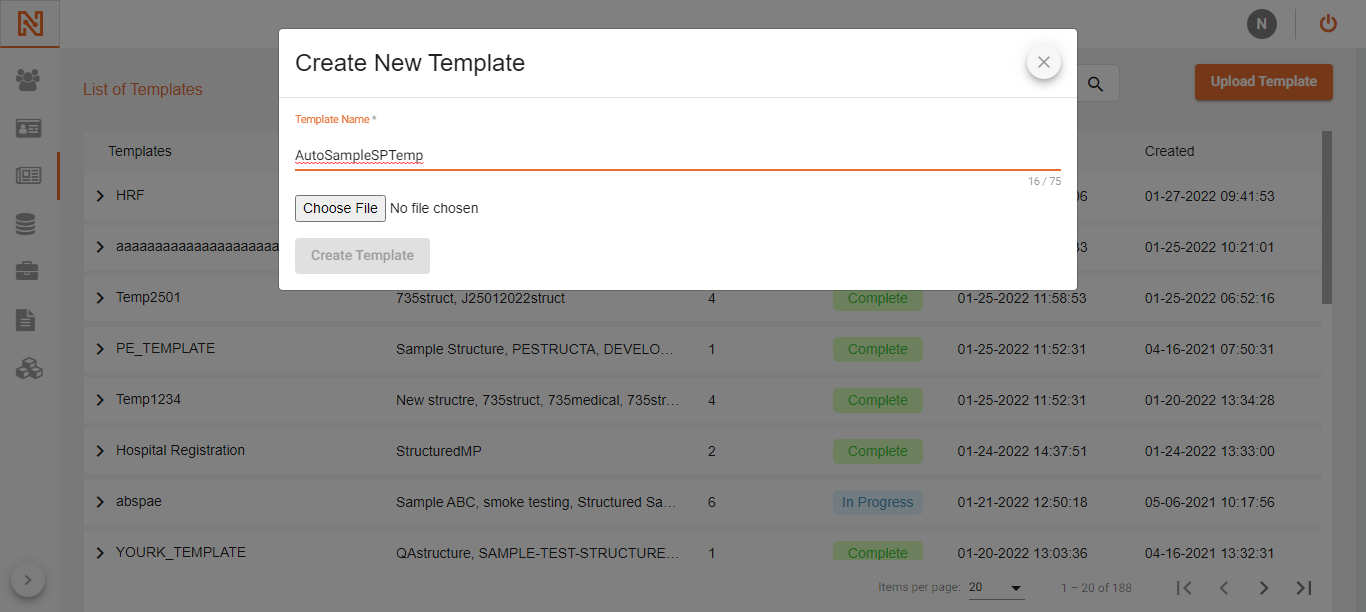 N
Create New Template
List of Templates
Upload Template
Template Name *
AutoSampleSPTemp
16 / 75
Choose File No file chosen
Create Template
Templates Created
HRF 01-27-2022 09:41:53
01-25-2022 10:21:01
Temp2501 735struct, J25012022struct 4 Complete 01-25-2022 11:58:53 01-25-2022 06:52:16
PE_TEMPLATE Sample Structure, PESTRUCTA, DEVELO... 1 Complete 01-25-2022 11:52:31 04-16-2021 07:50:31
Temp1234 New structre, 735struct, 735medical, 735str... 4 Complete 01-25-2022 11:52:31 01-20-2022 13:34:28
Hospital Registration StructuredMP 2 Complete 01-24-2022 14:37:51 01-24-2022 13:33:00
abspae Sample ABC, smoke testing, Structured Sa... 6 In Progress 01-21-2022 12:50:18 05-06-2021 10:17:56
YOURK_TEMPLATE QAstructure, SAMPLE-TEST-STRUCTURE... 1 Complete 01-20-2022 13:03:36 04-16-2021 13:32:31
Items per page: 20 1 – 20 of 188